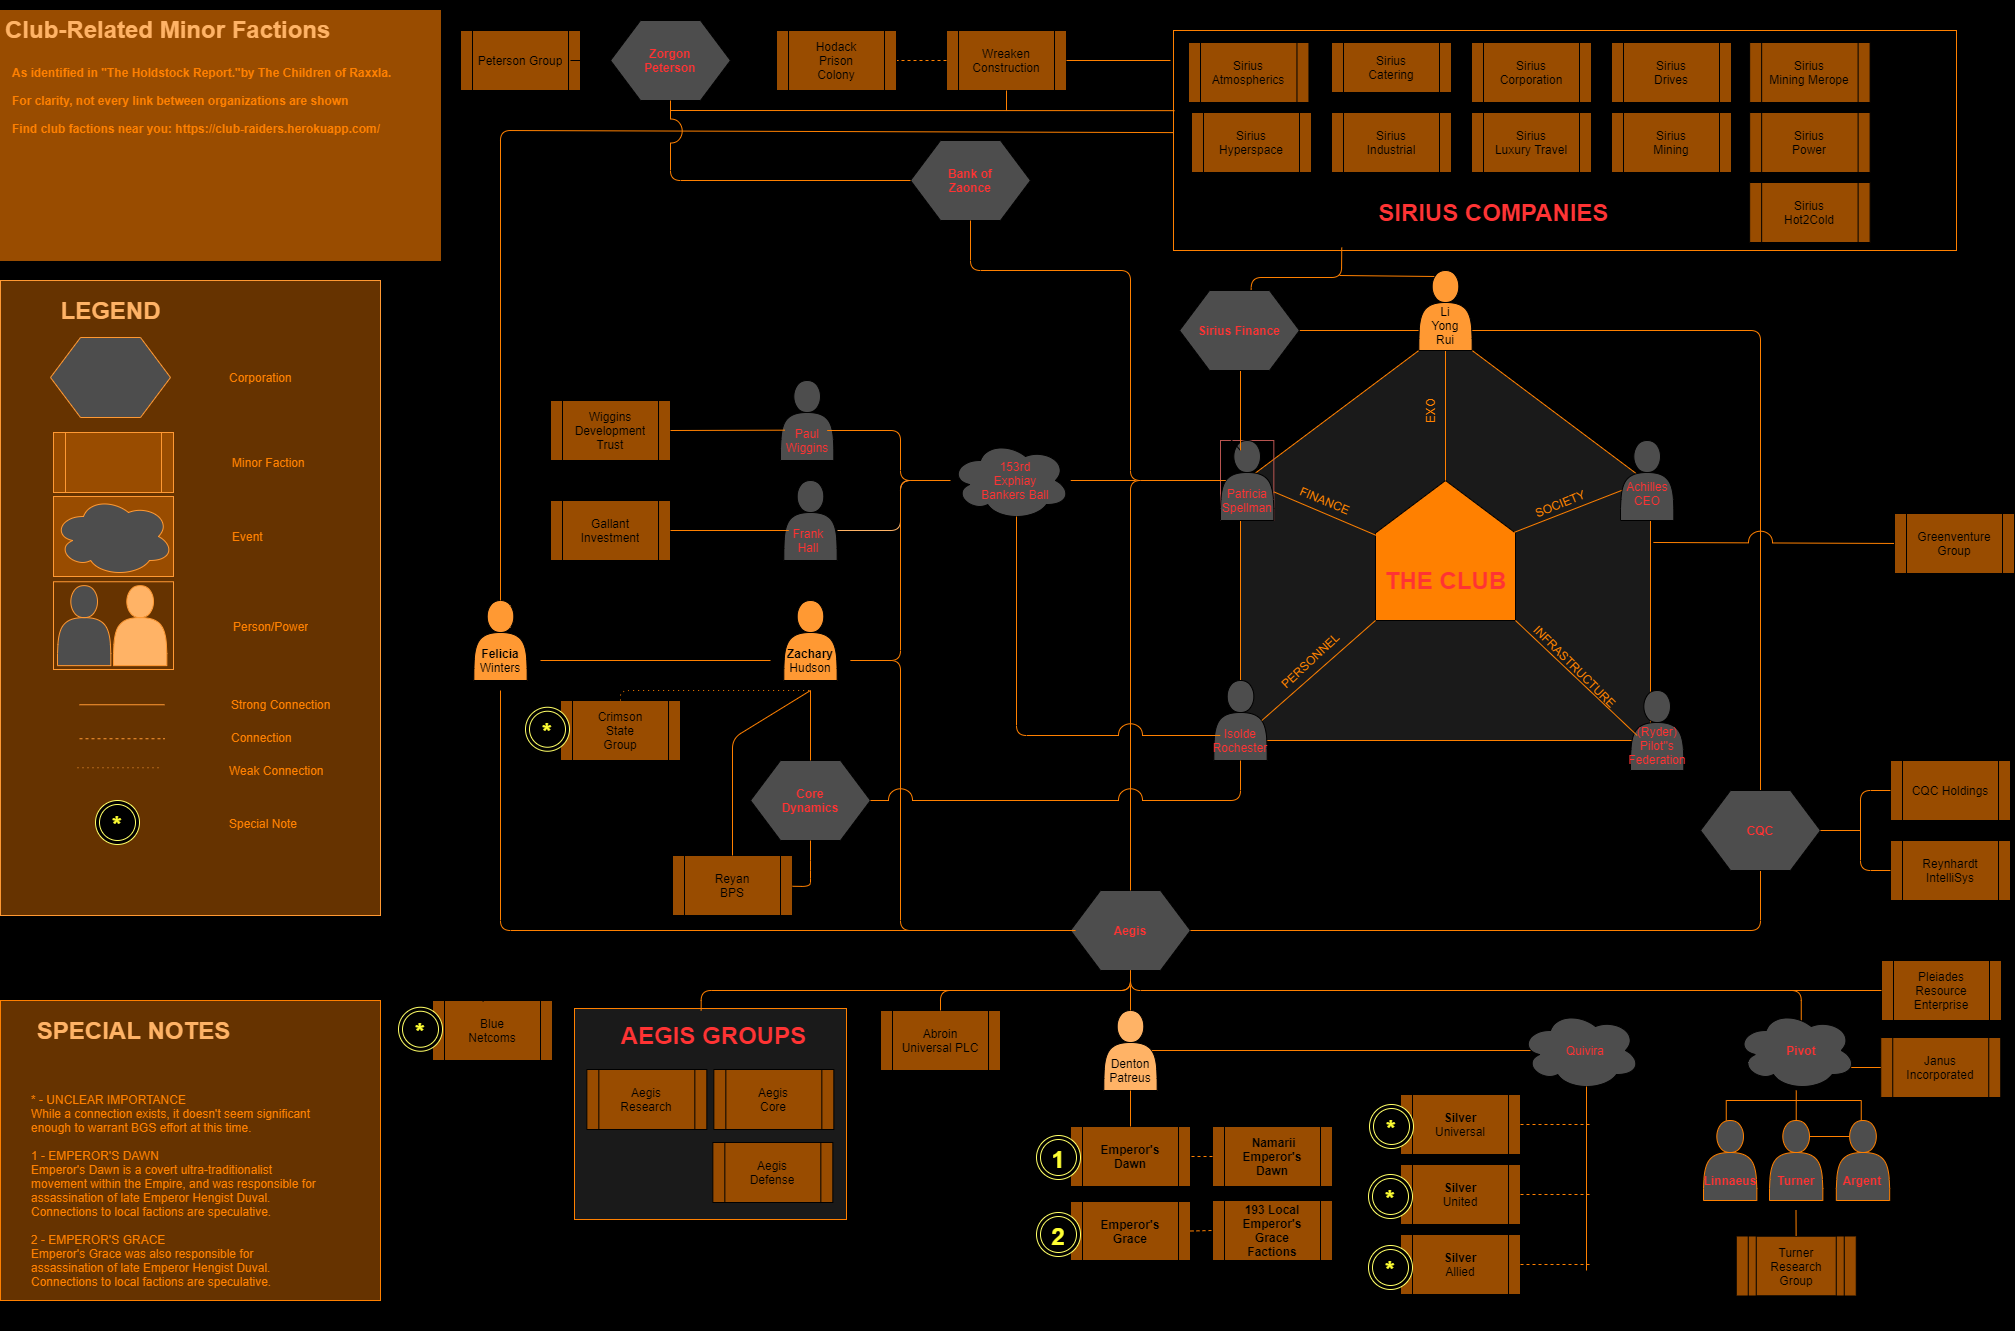 Club-Related Minor Factions
As identified in "The Holdstock Report."by The Children of Raxxla.
For clarity, not every link between organizations are shown
Find club factions near you: https://club-raiders.herokuapp.com/
Peterson Group
Zorgon
Peterson
Hodack
Prison
Colony
Wreaken
Construction
Sirius
Atmospherics
Sirius
Catering
Sirius
Corporation
Sirius
Drives
Sirius
Mining Merope
Sirius
Hyperspace
Sirius
Industrial
Sirius
Luxury Travel
Sirius
Mining
Sirius
Power
Sirius
Hot2Cold
SIRIUS COMPANIES
Bank of
Zaonce
LEGEND
Corporation
Minor Faction
Event
Person/Power
Strong Connection
Connection
Weak Connection
*
Special Note
Sirius Finance
Li
Yong
Rui
EXO
Wiggins
Development
Trust
Paul
Wiggins
Gallant
Investment
Frank
Hall
153rd
Exphiay
Bankers Ball
Patricia
Spellman
FINANCE
SOCIETY
Achilles
CEO
Greenventure
Group
THE CLUB
PERSONNEL
INFRASTRUCTURE
Felicia
Winters
Zachary
Hudson
*
Crimson
State
Group
Isolde
Rochester
(Ryder)
Pilot"s
Federation
Core
Dynamics
Reyan
BPS
CQC
CQC Holdings
Reynhardt
IntelliSys
Aegis
SPECIAL NOTES
* - UNCLEAR IMPORTANCE
While a connection exists, it doesn't seem significant
enough to warrant BGS effort at this time.
1 - EMPEROR'S DAWN
Emperor's Dawn is a covert ultra-traditionalist
movement within the Empire, and was responsible for
assassination of late Emperor Hengist Duval.
Connections to local factions are speculative.
2 - EMPEROR'S GRACE
Emperor's Grace was also responsible for
assassination of late Emperor Hengist Duval.
Connections to local factions are speculative.
*
Blue
Netcoms
AEGIS GROUPS
Aegis
Research
Aegis
Core
Aegis
Defense
Abroin
Universal PLC
Denton
Patreus
Quivira
Pivot
Pleiades
Resource
Enterprise
Janus
Incorporated
1
Emperor's
Dawn
Namarii
Emperor's
Dawn
2
Emperor's
Grace
193 Local
Emperor's
Grace
Factions
*
Silver
Universal
*
Silver
United
*
Silver
Allied
Linnaeus
Turner
Argent
Turner
Research
Group